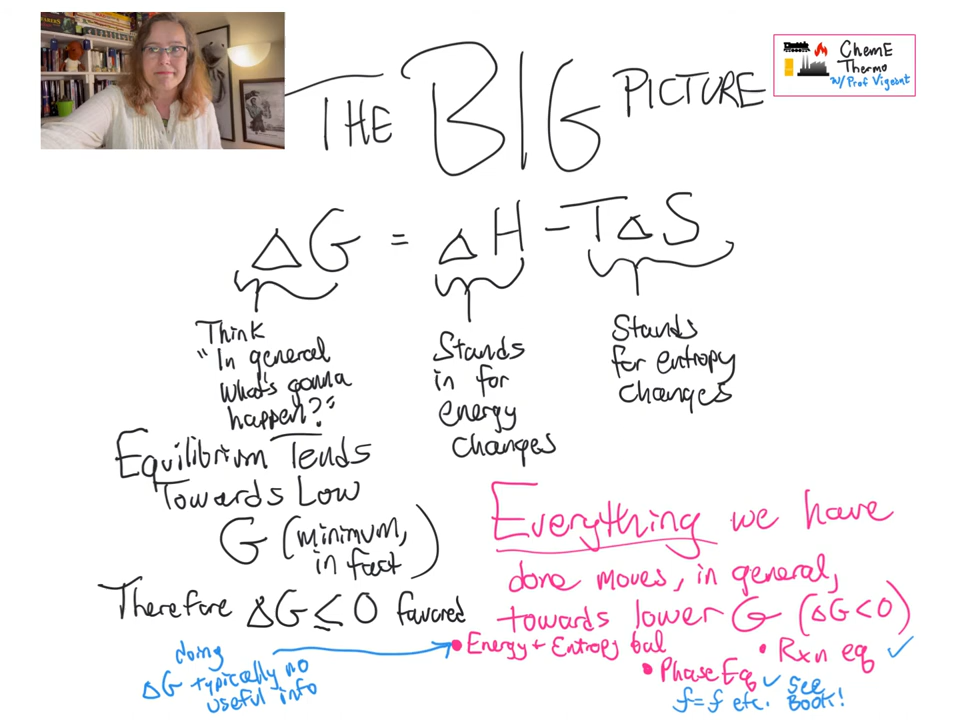 THE BIG PICTURE
ChemE
Thermo
w/ Prof Vigeant
ΔG = ΔH - TΔS
Think
"In general
what's gonna
happen?"
Stands
in for
energy
changes
Stands
for entropy
changes
Equilibrium Tends
Towards Low
G (minimum,
in fact)
Therefore ΔG ≤ 0 favored
Everything we have
done moves, in general,
towards lower G (ΔG < 0)
doing
ΔG typically no
useful info
• Energy + Entropy bal
• Phase Eq ✓
f=f etc.
• Rxn eq ✓
See
Book!